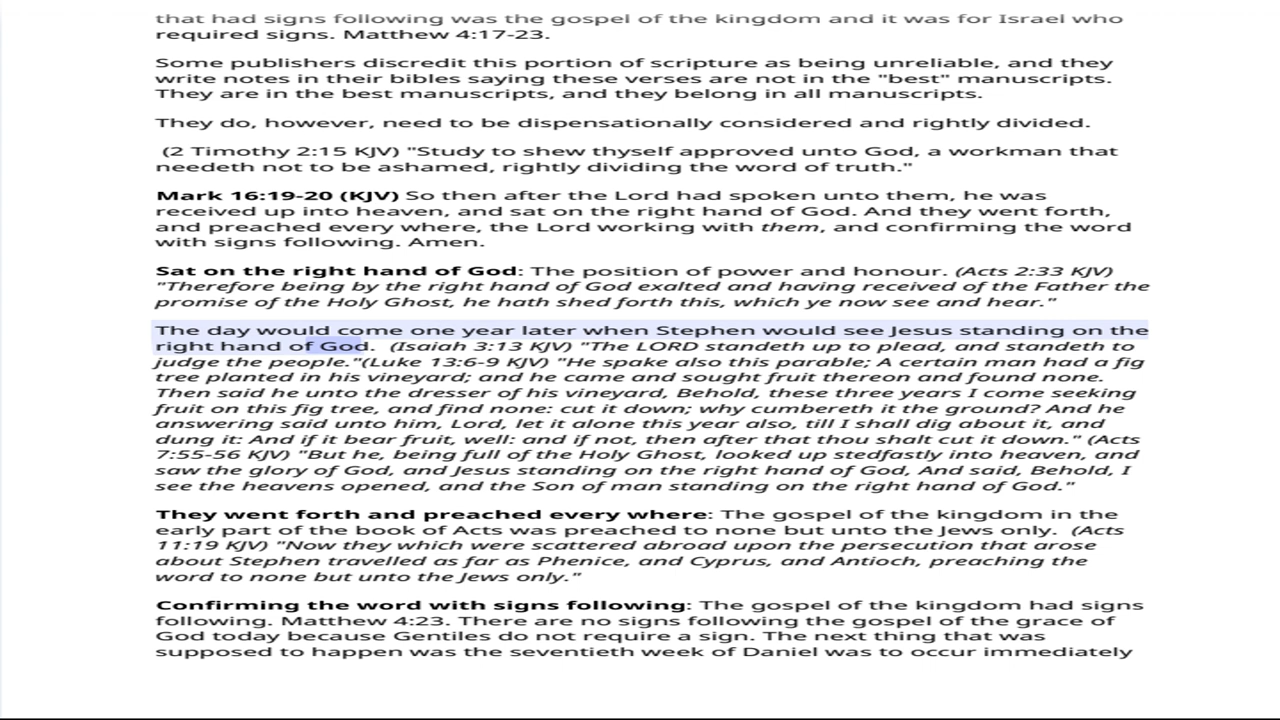 that had signs following was the gospel of the kingdom and it was for Israel who
required signs. Matthew 4:17-23.
Some publishers discredit this portion of scripture as being unreliable, and they
write notes in their bibles saying these verses are not in the "best" manuscripts.
They are in the best manuscripts, and they belong in all manuscripts.
They do, however, need to be dispensationally considered and rightly divided.
(2 Timothy 2:15 KJV) "Study to shew thyself approved unto God, a workman that
needeth not to be ashamed, rightly dividing the word of truth."
Mark 16:19-20 (KJV) So then after the Lord had spoken unto them, he was
received up into heaven, and sat on the right hand of God. And they went forth,
and preached every where, the Lord working with them, and confirming the word
with signs following. Amen.
Sat on the right hand of God: The position of power and honour. (Acts 2:33 KJV)
"Therefore being by the right hand of God exalted and having received of the Father the
promise of the Holy Ghost, he hath shed forth this, which ye now see and hear."
The day would come one year later when Stephen would see Jesus standing on the
right hand of God. (Isaiah 3:13 KJV) "The LORD standeth up to plead, and standeth to
judge the people."(Luke 13:6-9 KJV) "He spake also this parable; A certain man had a fig
tree planted in his vineyard; and he came and sought fruit thereon and found none.
Then said he unto the dresser of his vineyard, Behold, these three years I come seeking
fruit on this fig tree, and find none: cut it down; why cumbereth it the ground? And he
answering said unto him, Lord, let it alone this year also, till I shall dig about it, and
dung it: And if it bear fruit, well: and if not, then after that thou shalt cut it down." (Acts
7:55-56 KJV) "But he, being full of the Holy Ghost, looked up stedfastly into heaven, and
saw the glory of God, and Jesus standing on the right hand of God, And said, Behold, I
see the heavens opened, and the Son of man standing on the right hand of God."
They went forth and preached every where: The gospel of the kingdom in the
early part of the book of Acts was preached to none but unto the Jews only. (Acts
11:19 KJV) "Now they which were scattered abroad upon the persecution that arose
about Stephen travelled as far as Phenice, and Cyprus, and Antioch, preaching the
word to none but unto the Jews only."
Confirming the word with signs following: The gospel of the kingdom had signs
following. Matthew 4:23. There are no signs following the gospel of the grace of
God today because Gentiles do not require a sign. The next thing that was
supposed to happen was the seventieth week of Daniel was to occur immediately